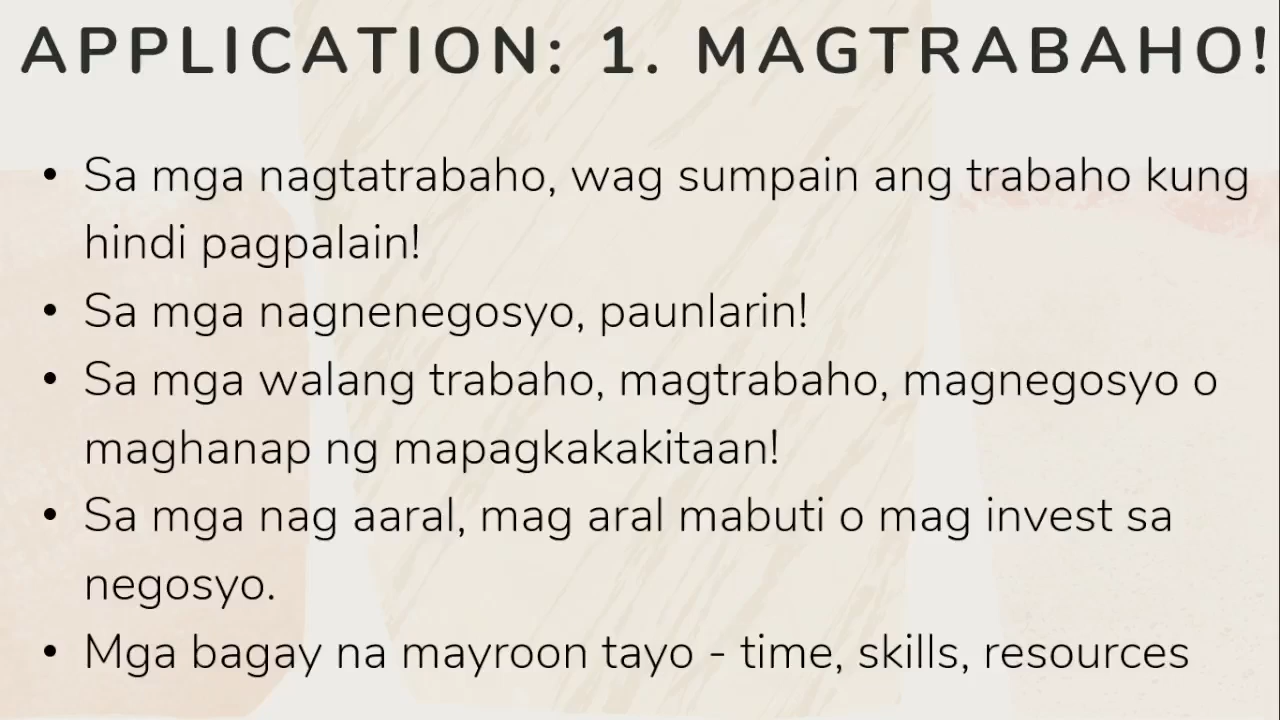 APPLICATION: 1. MAGTRABAHO!
• Sa mga nagtatrabaho, wag sumpain ang trabaho kung
hindi pagpalain!
• Sa mga nagnenegosyo, paunlarin!
• Sa mga walang trabaho, magtrabaho, magnegosyo o
maghanap ng mapagkakakitaan!
• Sa mga nag aaral, mag aral mabuti o mag invest sa
negosyo.
• Mga bagay na mayroon tayo - time, skills, resources